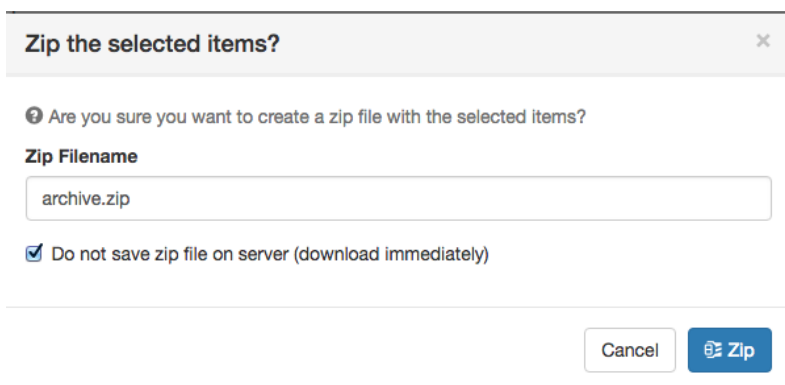 Zip the selected items?
×
Are you sure you want to create a zip file with the selected items?
Zip Filename
archive.zip
Do not save zip file on server (download immediately)
Cancel
Zip